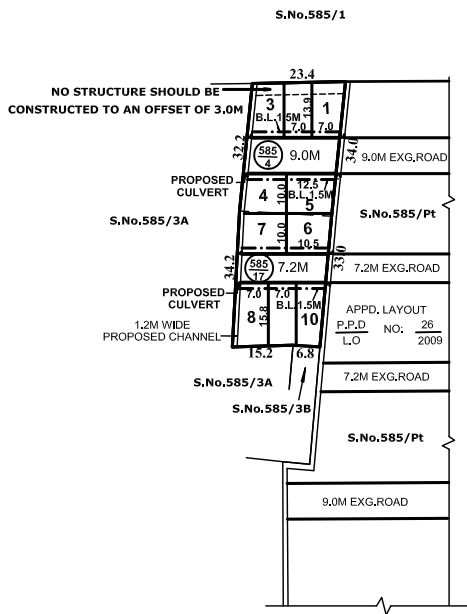 S.No.585/1
23.4
NO STRUCTURE SHOULD BE
CONSTRUCTED TO AN OFFSET OF 3.0M
3
13.9
1
B.L.1.5M
7.0
7.0
32.2
34.0
585
4
9.0M
9.0M EXG.ROAD
PROPOSED
CULVERT
4
10.0
12.5
7
B.L.1.5M
5
S.No.585/3A
S.No.585/Pt
7
10.0
6
10.5
34.2
33.0
585
17
7.2M
7.2M EXG.ROAD
PROPOSED
CULVERT
7.0
7.0
7
B.L.1.5M
8
15.8
10
1.2M WIDE
PROPOSED CHANNEL
APPD. LAYOUT
P.P.D
L.O
NO:
26
2009
15.2
6.8
S.No.585/3A
7.2M EXG.ROAD
S.No.585/3B
S.No.585/Pt
9.0M EXG.ROAD